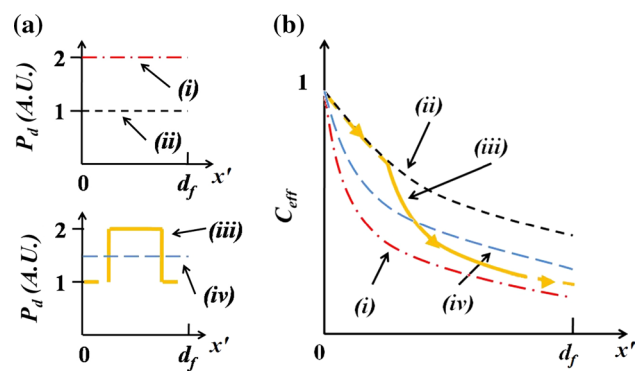 (a)
P_d (A.U.)
2
1
(i)
(ii)
0
d_f
x'
P_d (A.U.)
2
1
(iii)
(iv)
0
d_f
x'
(b)
1
C_eff
(ii)
(iii)
(i)
(iv)
0
d_f
x'